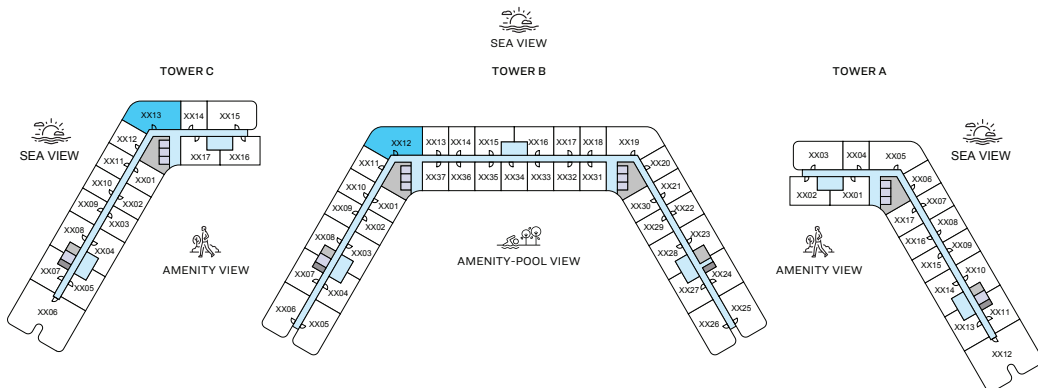 SEA VIEW
TOWER C
TOWER B
TOWER A
SEA VIEW
AMENITY VIEW
XX13
XX14
XX15
XX12
XX11
XX10
XX09
XX08
XX07
XX06
XX17
XX16
XX01
XX02
XX03
XX04
XX05
AMENITY-POOL VIEW
XX12
XX13
XX14
XX15
XX16
XX17
XX18
XX19
XX11
XX10
XX09
XX08
XX07
XX06
XX37
XX36
XX35
XX34
XX33
XX32
XX31
XX01
XX02
XX03
XX04
XX05
XX20
XX21
XX22
XX23
XX24
XX25
XX30
XX29
XX28
XX27
XX26
SEA VIEW
AMENITY VIEW
XX03
XX04
XX05
XX02
XX01
XX06
XX07
XX08
XX09
XX10
XX11
XX12
XX17
XX16
XX15
XX14
XX13